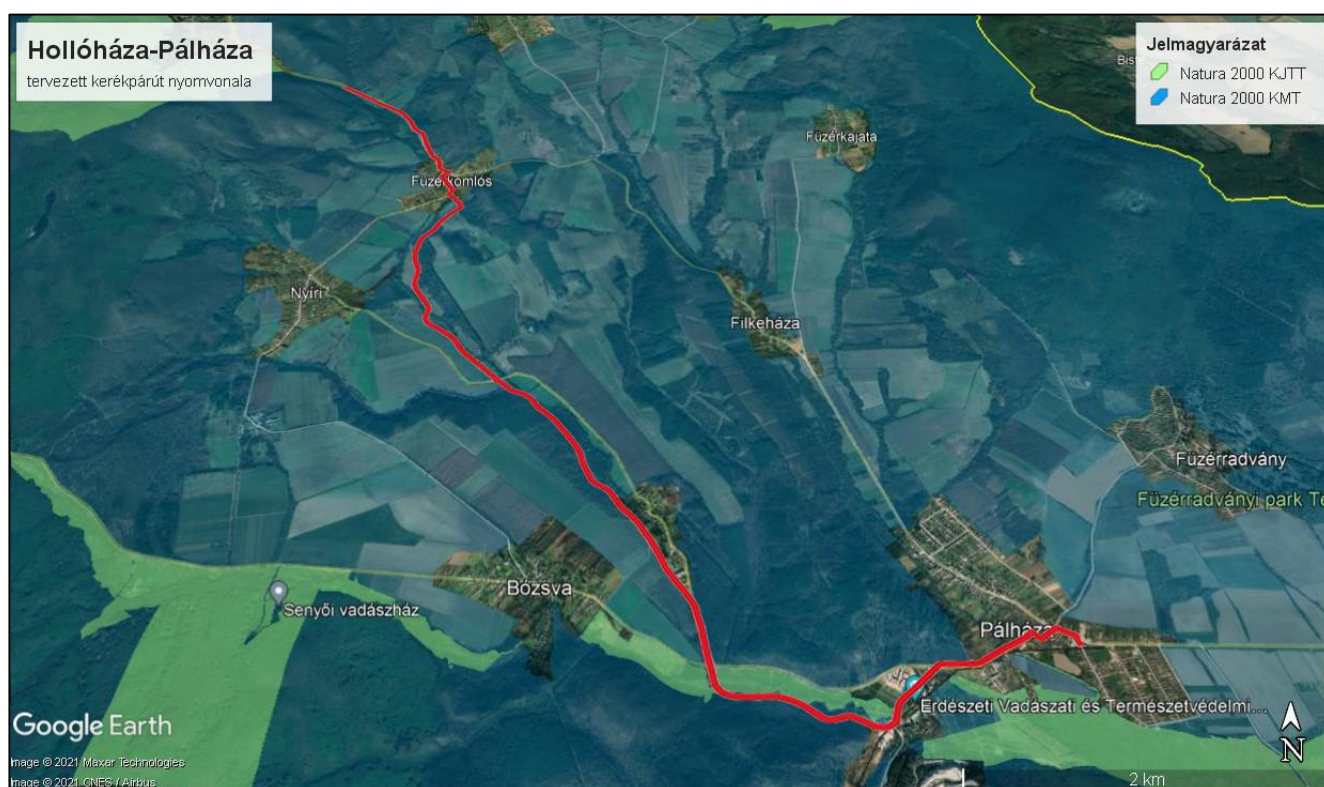 Hollóháza-Pálháza
tervezett kerékpárút nyomvonala
Jelmagyarázat
Natura 2000 KJTT
Natura 2000 KMT
Füzérkajata
Füzérkomlós
Nyíri
Filkeháza
Füzérradvány
Füzérradványi park Te
Bózsva
Senyői vadászház
Pálháza
Erdészeti Vadászati és Természetvédelmi...
Google Earth
N
Image © 2021 Maxar Technologies
Image © 2021 CNES / Airbus
2 km